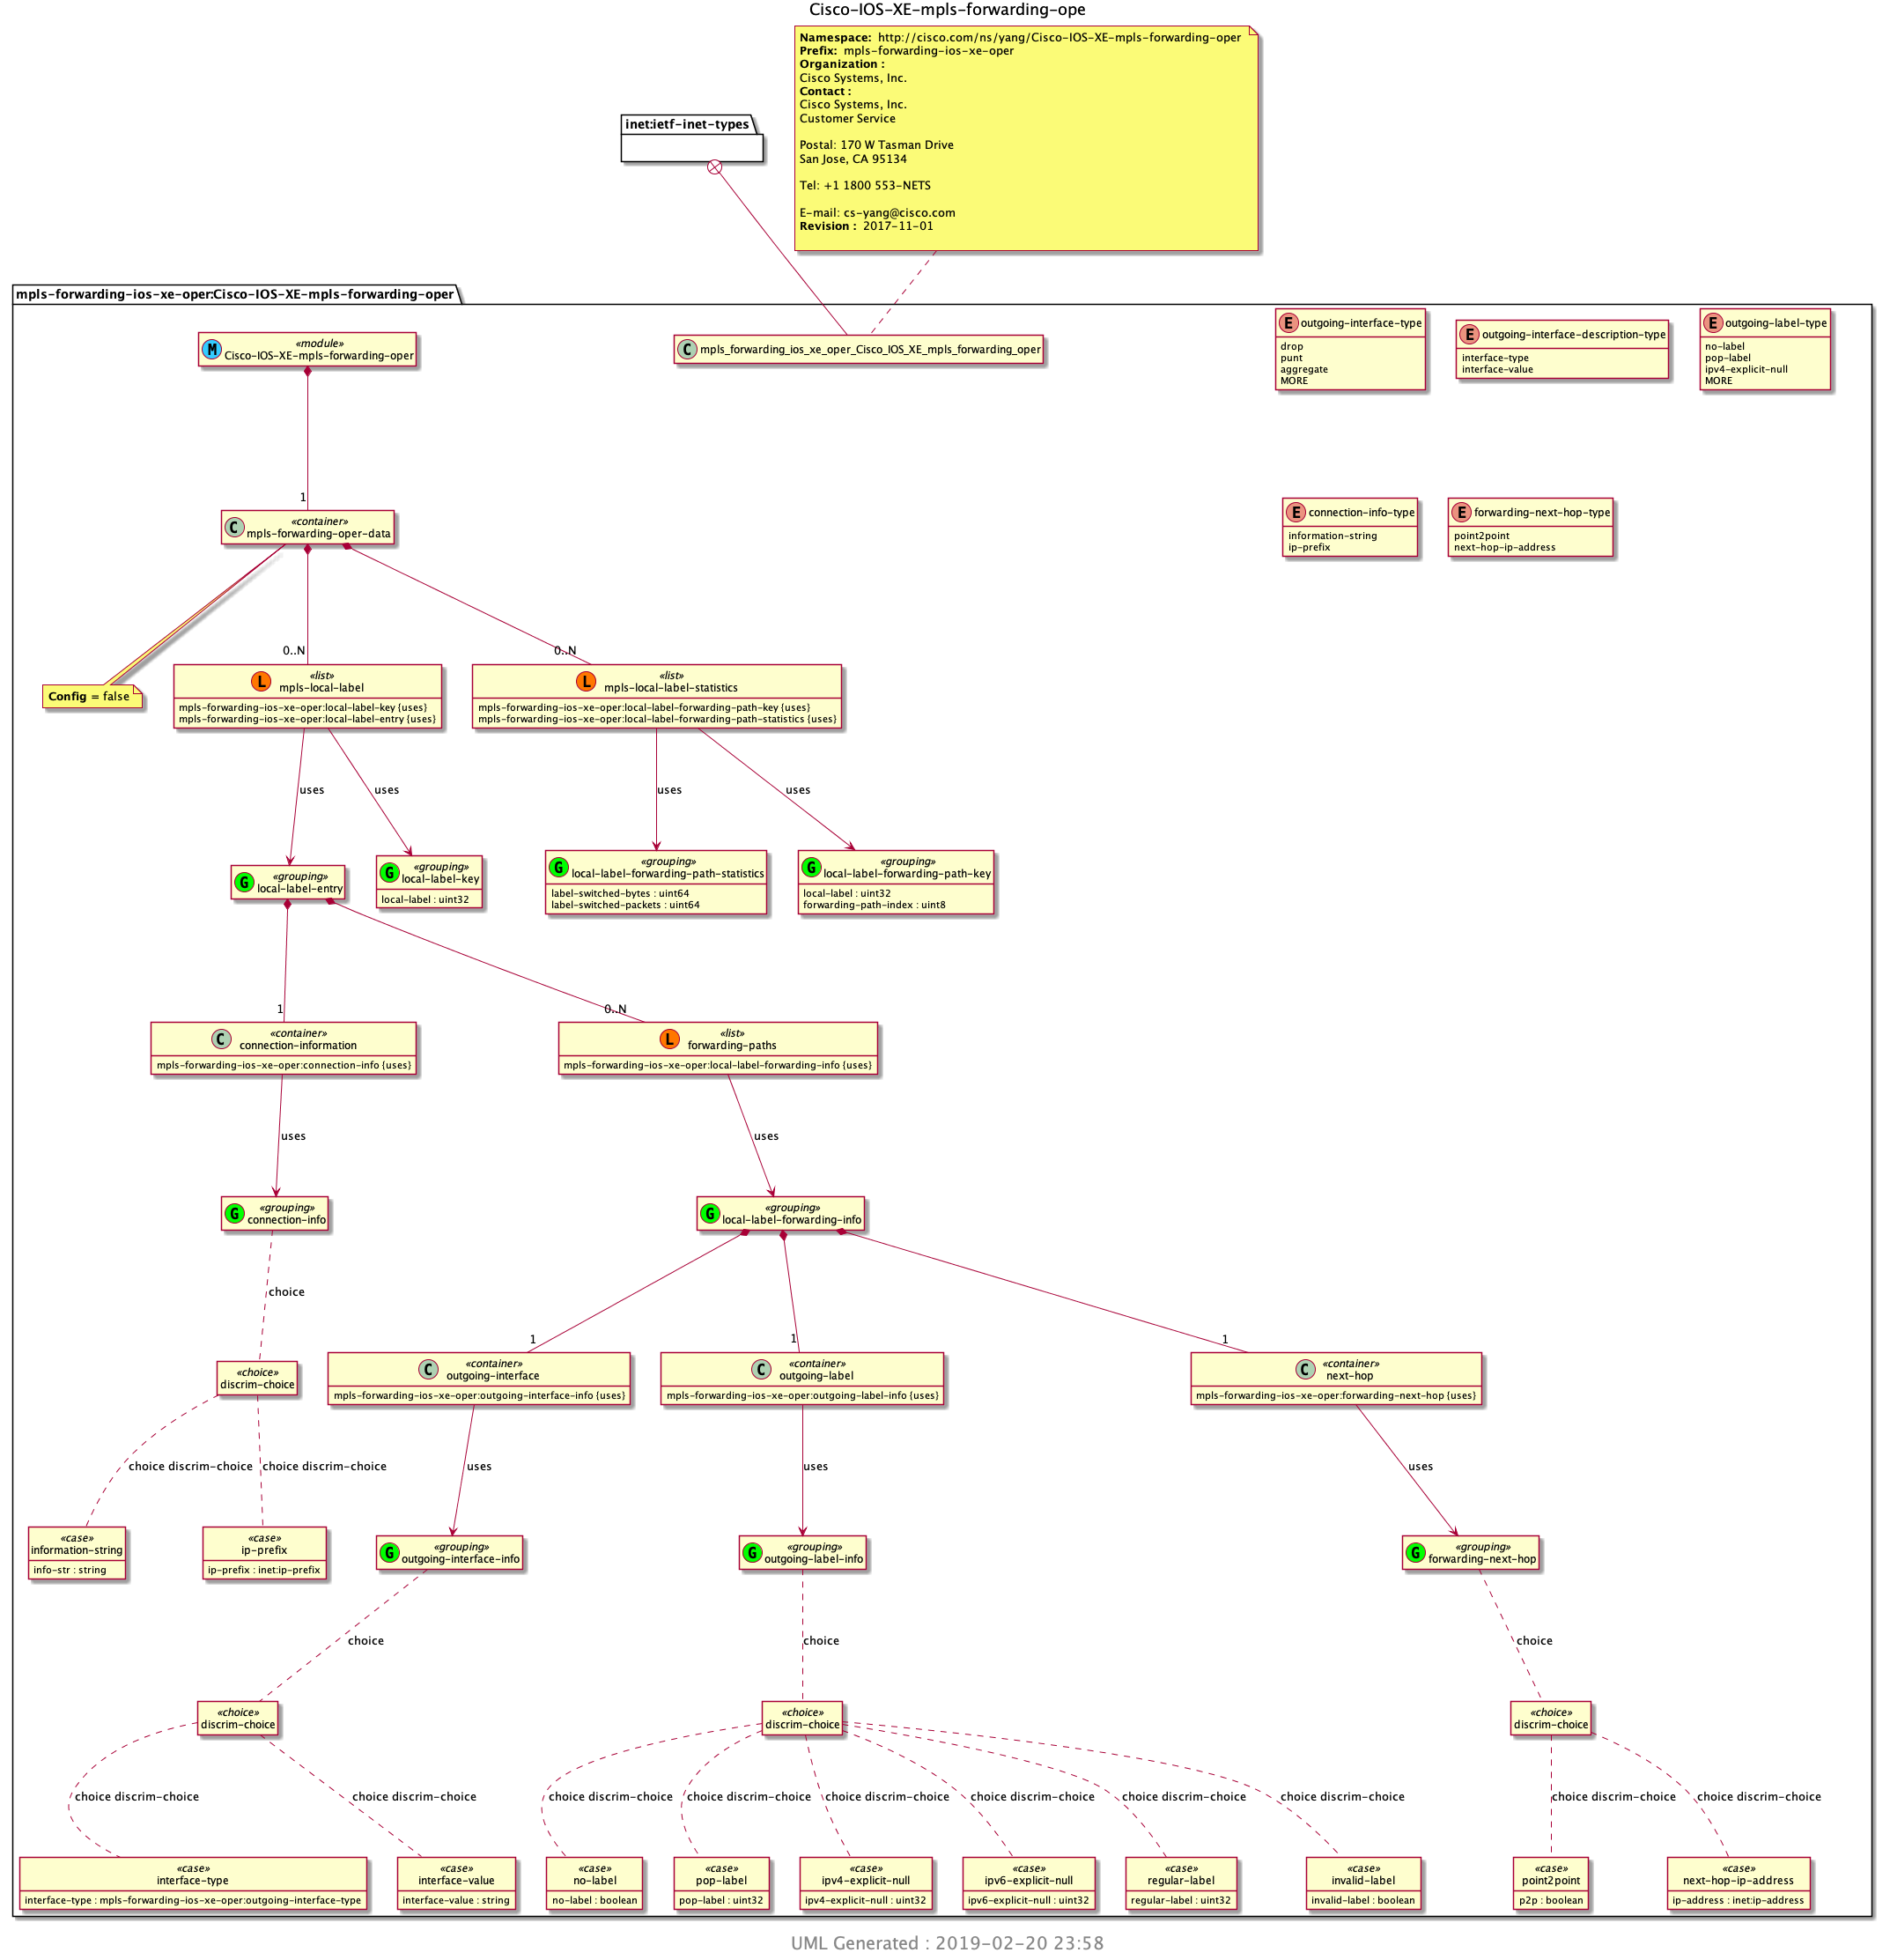 Cisco-IOS-XE-mpls-forwarding-ope
Namespace: http://cisco.com/ns/yang/Cisco-IOS-XE-mpls-forwarding-oper
Prefix: mpls-forwarding-ios-xe-oper
Organization :
Cisco Systems, Inc.
Contact :
Cisco Systems, Inc.
Customer Service
Postal: 170 W Tasman Drive
San Jose, CA 95134
Tel: +1 1800 553-NETS
E-mail: cs-yang@cisco.com
Revision : 2017-11-01
inet:ietf-inet-types
mpls-forwarding-ios-xe-oper:Cisco-IOS-XE-mpls-forwarding-oper
M
«module»
Cisco-IOS-XE-mpls-forwarding-oper
C
mpls_forwarding_ios_xe_oper_Cisco_IOS_XE_mpls_forwarding_oper
E
outgoing-interface-type
drop
punt
aggregate
MORE
E
outgoing-interface-description-type
interface-type
interface-value
E
outgoing-label-type
no-label
pop-label
ipv4-explicit-null
MORE
1
C
«container»
mpls-forwarding-oper-data
E
connection-info-type
information-string
ip-prefix
E
forwarding-next-hop-type
point2point
next-hop-ip-address
0..N
0..N
Config = false
L
«list»
mpls-local-label
mpls-forwarding-ios-xe-oper:local-label-key {uses}
mpls-forwarding-ios-xe-oper:local-label-entry {uses}
L
«list»
mpls-local-label-statistics
mpls-forwarding-ios-xe-oper:local-label-forwarding-path-key {uses}
mpls-forwarding-ios-xe-oper:local-label-forwarding-path-statistics {uses}
uses
uses
uses
uses
G
«grouping»
local-label-entry
G
«grouping»
local-label-key
local-label : uint32
G
«grouping»
local-label-forwarding-path-statistics
label-switched-bytes : uint64
label-switched-packets : uint64
G
«grouping»
local-label-forwarding-path-key
local-label : uint32
forwarding-path-index : uint8
1
0..N
C
«container»
connection-information
mpls-forwarding-ios-xe-oper:connection-info {uses}
L
«list»
forwarding-paths
mpls-forwarding-ios-xe-oper:local-label-forwarding-info {uses}
uses
uses
G
«grouping»
connection-info
G
«grouping»
local-label-forwarding-info
choice
1
1
1
«choice»
discrim-choice
C
«container»
outgoing-interface
mpls-forwarding-ios-xe-oper:outgoing-interface-info {uses}
C
«container»
outgoing-label
mpls-forwarding-ios-xe-oper:outgoing-label-info {uses}
C
«container»
next-hop
mpls-forwarding-ios-xe-oper:forwarding-next-hop {uses}
choice discrim-choice
choice discrim-choice
uses
uses
uses
«case»
information-string
info-str : string
«case»
ip-prefix
ip-prefix : inet:ip-prefix
G
«grouping»
outgoing-interface-info
G
«grouping»
outgoing-label-info
G
«grouping»
forwarding-next-hop
choice
choice
choice
«choice»
discrim-choice
«choice»
discrim-choice
«choice»
discrim-choice
choice discrim-choice
choice discrim-choice
choice discrim-choice
choice discrim-choice
choice discrim-choice
choice discrim-choice
choice discrim-choice
choice discrim-choice
choice discrim-choice
choice discrim-choice
«case»
interface-type
interface-type : mpls-forwarding-ios-xe-oper:outgoing-interface-type
«case»
interface-value
interface-value : string
«case»
no-label
no-label : boolean
«case»
pop-label
pop-label : uint32
«case»
ipv4-explicit-null
ipv4-explicit-null : uint32
«case»
ipv6-explicit-null
ipv6-explicit-null : uint32
«case»
regular-label
regular-label : uint32
«case»
invalid-label
invalid-label : boolean
«case»
point2point
p2p : boolean
«case»
next-hop-ip-address
ip-address : inet:ip-address
UML Generated : 2019-02-20 23:58